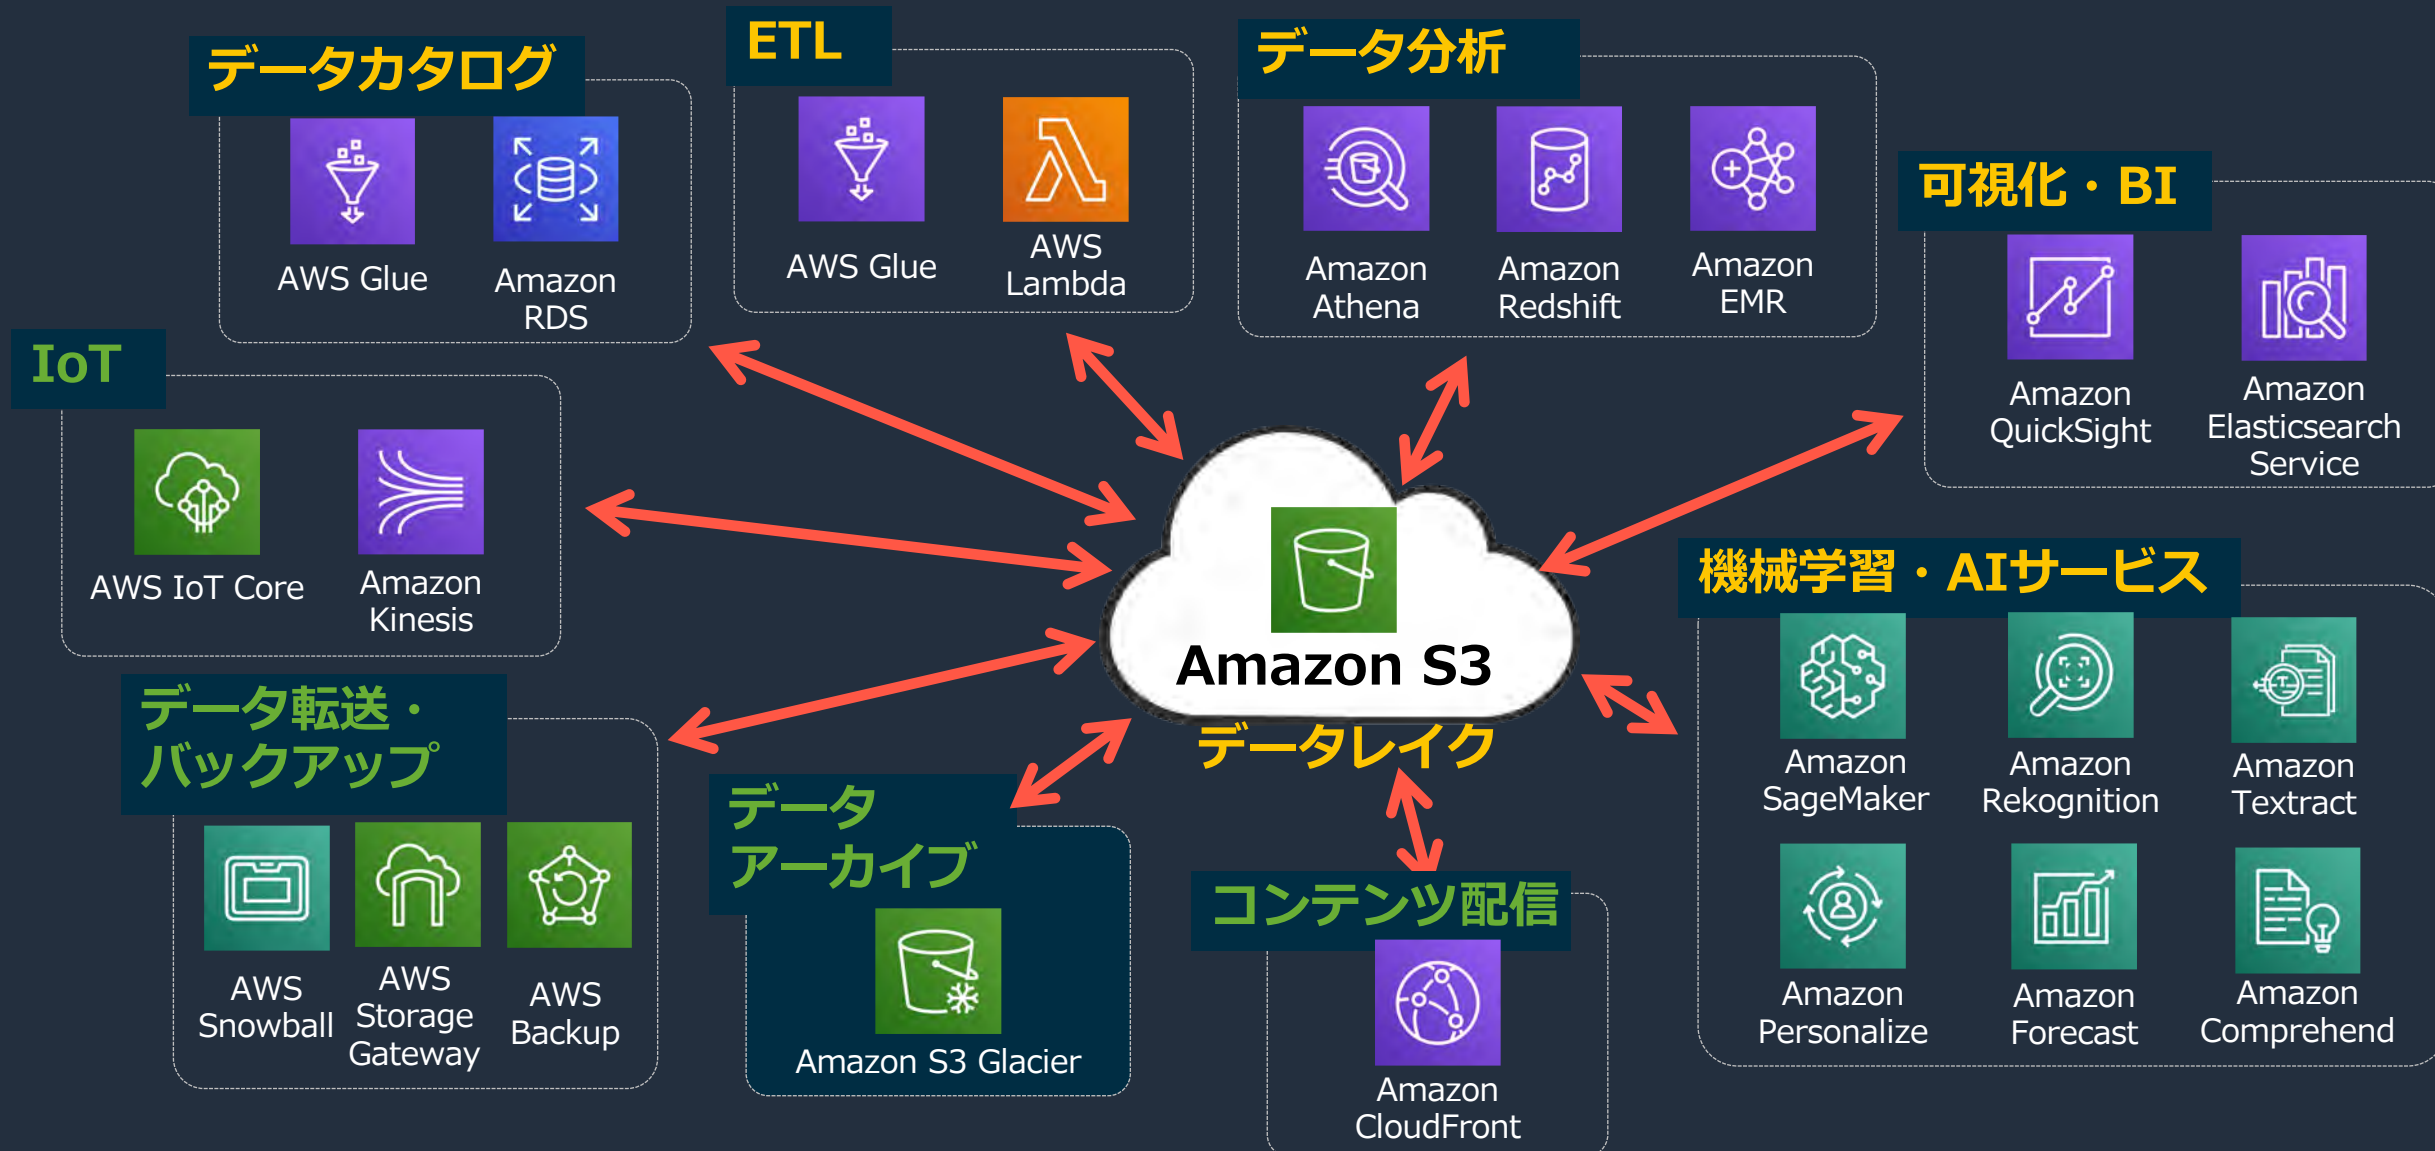 データカタログ
AWS Glue
Amazon
RDS
ETL
AWS Glue
AWS
Lambda
データ分析
Amazon
Athena
Amazon
Redshift
Amazon
EMR
可視化・BI
Amazon
QuickSight
Amazon
Elasticsearch
Service
IoT
AWS IoT Core
Amazon
Kinesis
Amazon S3
データレイク
機械学習・AIサービス
Amazon
SageMaker
Amazon
Rekognition
Amazon
Textract
Amazon
Personalize
Amazon
Forecast
Amazon
Comprehend
データ転送・
バックアップ
AWS
Snowball
AWS
Storage
Gateway
AWS
Backup
データ
アーカイブ
Amazon S3 Glacier
コンテンツ配信
Amazon
CloudFront